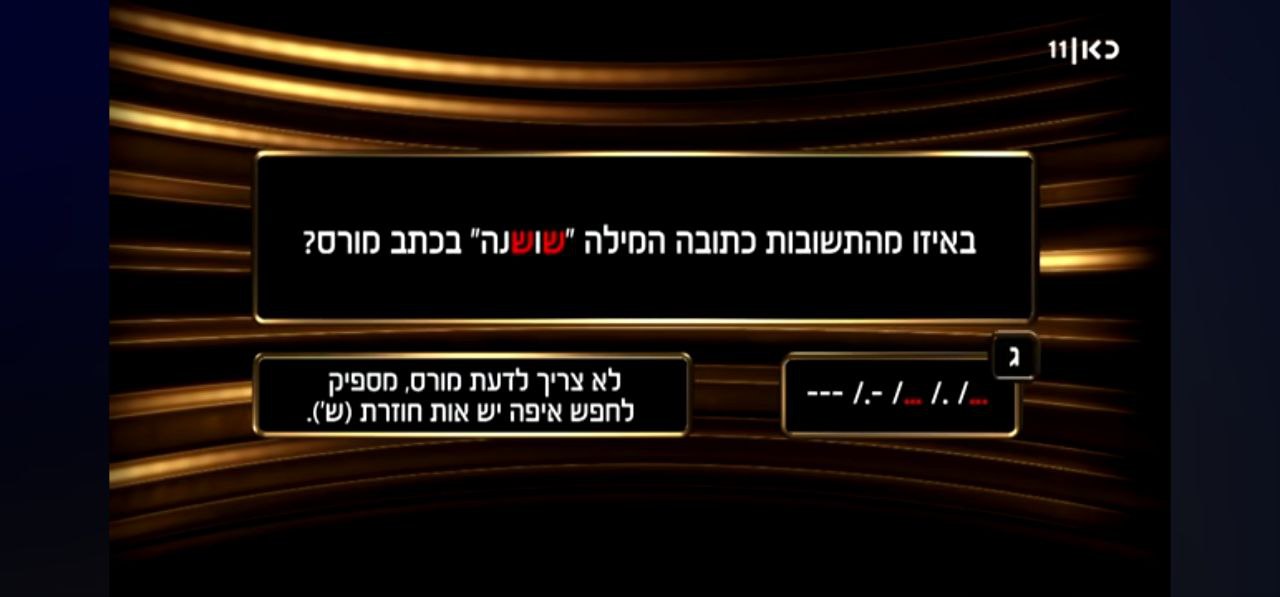 כאן|11
באיזו מהתשובות כתובה המילה "שושנה" בכתב מורס?
ג
.../ ./ .../ -./ ---
לא צריך לדעת מורס, מספיק
לחפש איפה יש אות חוזרת (ש').